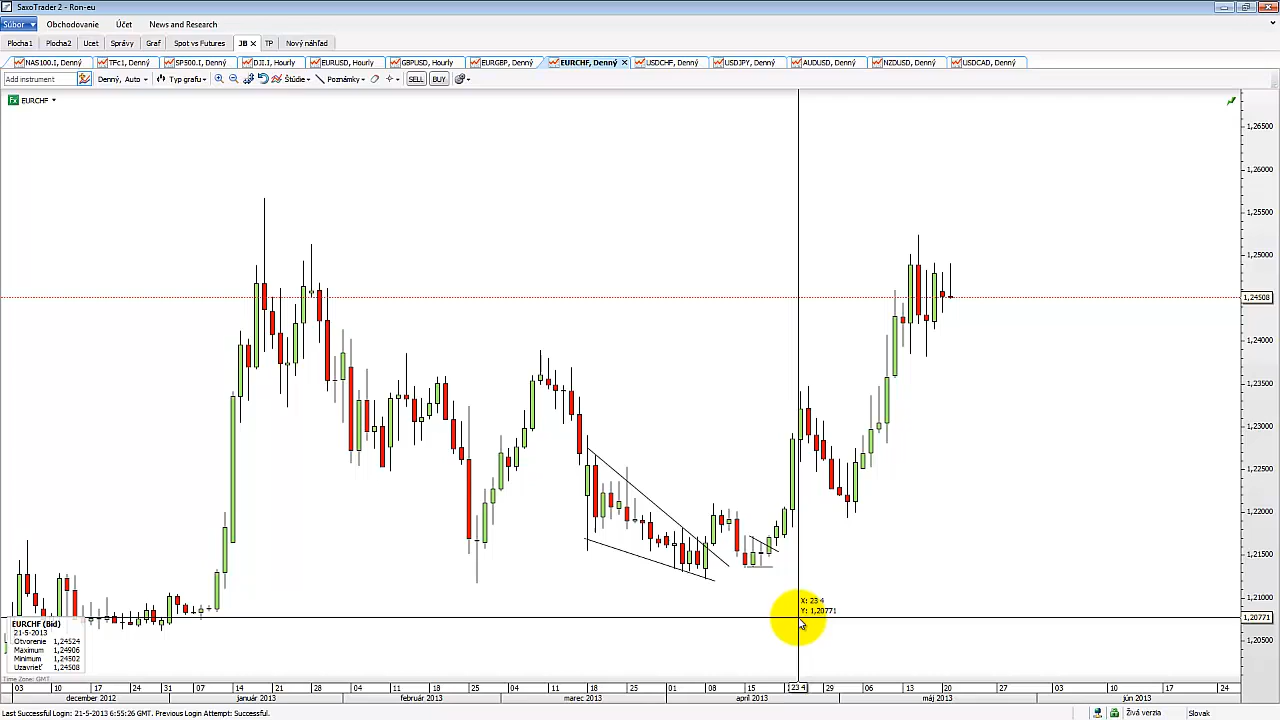 SaxoTrader 2 - Ron-eu
Súbor Obchodovanie Účet News and Research
Plocha1 Plocha2 Ucet Správy Graf Spot vs Futures JB TP Nový náhľad
NAS100.I, Denný TFc1, Denný SP500.I, Denný DJI.I, Hourly EURUSD, Hourly GBPUSD, Hourly EURGBP, Denný EURCHF, Denný USDCHF, Denný USDJPY, Denný AUDUSD, Denný NZDUSD, Denný USDCAD, Denný
Add instrument Denný, Auto Typ grafu Štúdie Poznámky SELL BUY
Fx EURCHF
1,26500
1,26000
1,25500
1,25000
1,24508
1,24000
1,23500
1,23000
1,22500
1,22000
1,21500
1,21000
X: 23 4
Y: 1,20771
1,20771
1,20500
EURCHF (Bid)
21-5-2013
Otvorenie 1,24524
Maximum 1,24906
Minimum 1,24502
Uzavrieť 1,24508
Time Zone: GMT
03 10 17 24 31 07 14 21 28 04 11 18 25 04 11 18 25 01 08 15 23 4 29 06 13 20 27 03 10 17 24
december 2012 január 2013 február 2013 marec 2013 apríl 2013 máj 2013 jún 2013
Last Successful Login: 21-5-2013 6:55:26 GMT. Previous Login Attempt: Successful. Živá verzia Slovak